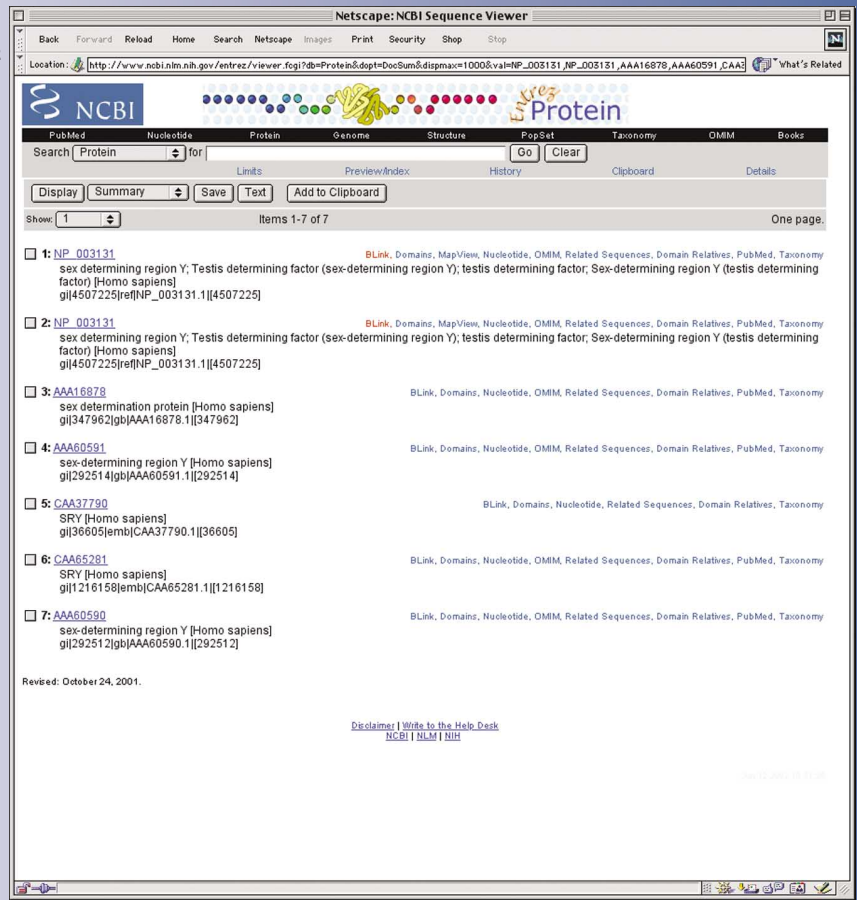 Netscape: NCBI Sequence Viewer
Back Forward Reload Home Search Netscape Images Print Security Shop Stop
N
Location: http://www.ncbi.nlm.nih.gov/entrez/viewer.fcgi?db=Protein&dopt=DocSum&dispmax=1000&val=NP_003131,NP_003131,AAA16878,AAA60591,CAA3 What's Related
NCBI Entrez Protein
PubMed Nucleotide Protein Genome Structure PopSet Taxonomy OMIM Books
Search Protein for Go Clear
Limits Preview/Index History Clipboard Details
Display Summary Save Text Add to Clipboard
Show: 1 Items 1-7 of 7 One page.
1: NP_003131 BLink, Domains, MapView, Nucleotide, OMIM, Related Sequences, Domain Relatives, PubMed, Taxonomy
sex determining region Y; Testis determining factor (sex-determining region Y); testis determining factor; Sex-determining region Y (testis determining
factor) [Homo sapiens]
gi|4507225|ref|NP_003131.1|[4507225]
2: NP_003131 BLink, Domains, MapView, Nucleotide, OMIM, Related Sequences, Domain Relatives, PubMed, Taxonomy
sex determining region Y; Testis determining factor (sex-determining region Y); testis determining factor; Sex-determining region Y (testis determining
factor) [Homo sapiens]
gi|4507225|ref|NP_003131.1|[4507225]
3: AAA16878 BLink, Domains, Nucleotide, OMIM, Related Sequences, Domain Relatives, PubMed, Taxonomy
sex determination protein [Homo sapiens]
gi|347962|gb|AAA16878.1|[347962]
4: AAA60591 BLink, Domains, Nucleotide, OMIM, Related Sequences, Domain Relatives, PubMed, Taxonomy
sex-determining region Y [Homo sapiens]
gi|292514|gb|AAA60591.1|[292514]
5: CAA37790 BLink, Domains, Nucleotide, Related Sequences, Domain Relatives, Taxonomy
SRY [Homo sapiens]
gi|36605|emb|CAA37790.1|[36605]
6: CAA65281 BLink, Domains, Nucleotide, OMIM, Related Sequences, Domain Relatives, PubMed, Taxonomy
SRY [Homo sapiens]
gi|1216158|emb|CAA65281.1|[1216158]
7: AAA60590 BLink, Domains, Nucleotide, OMIM, Related Sequences, Domain Relatives, PubMed, Taxonomy
sex-determining region Y [Homo sapiens]
gi|292512|gb|AAA60590.1|[292512]
Revised: October 24, 2001.
Disclaimer | Write to the Help Desk
NCBI | NLM | NIH